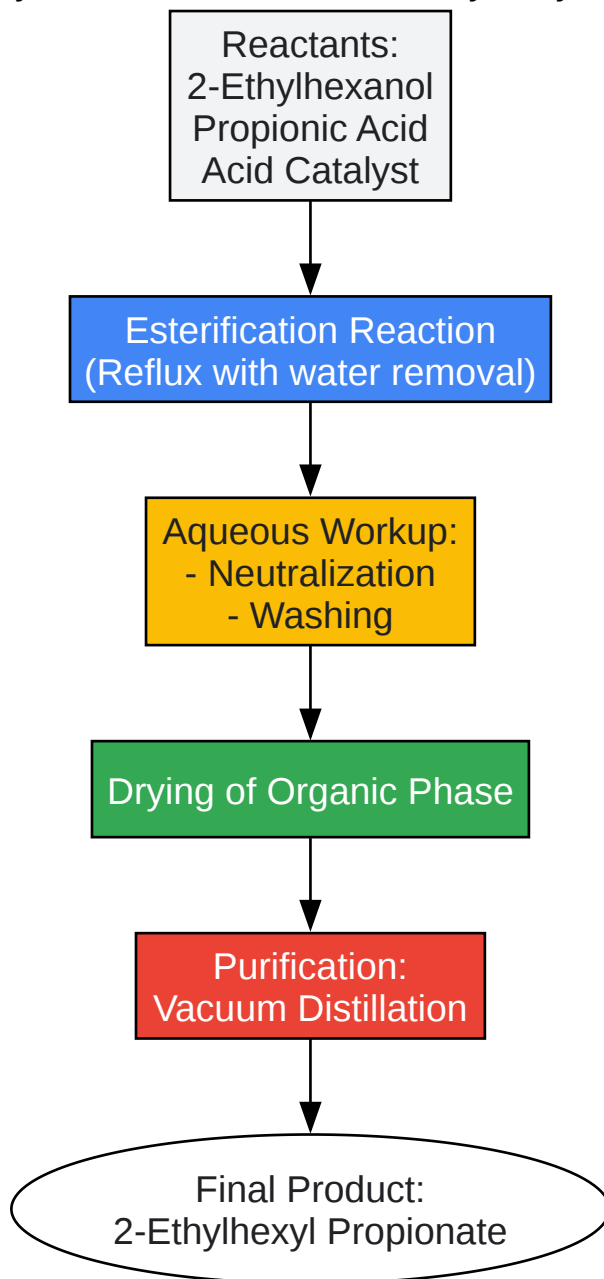 Reactants:
2-Ethylhexanol
Propionic Acid
Acid Catalyst
Esterification Reaction
(Reflux with water removal)
Aqueous Workup:
- Neutralization
- Washing
Drying of Organic Phase
Purification:
Vacuum Distillation
Final Product:
2-Ethylhexyl Propionate